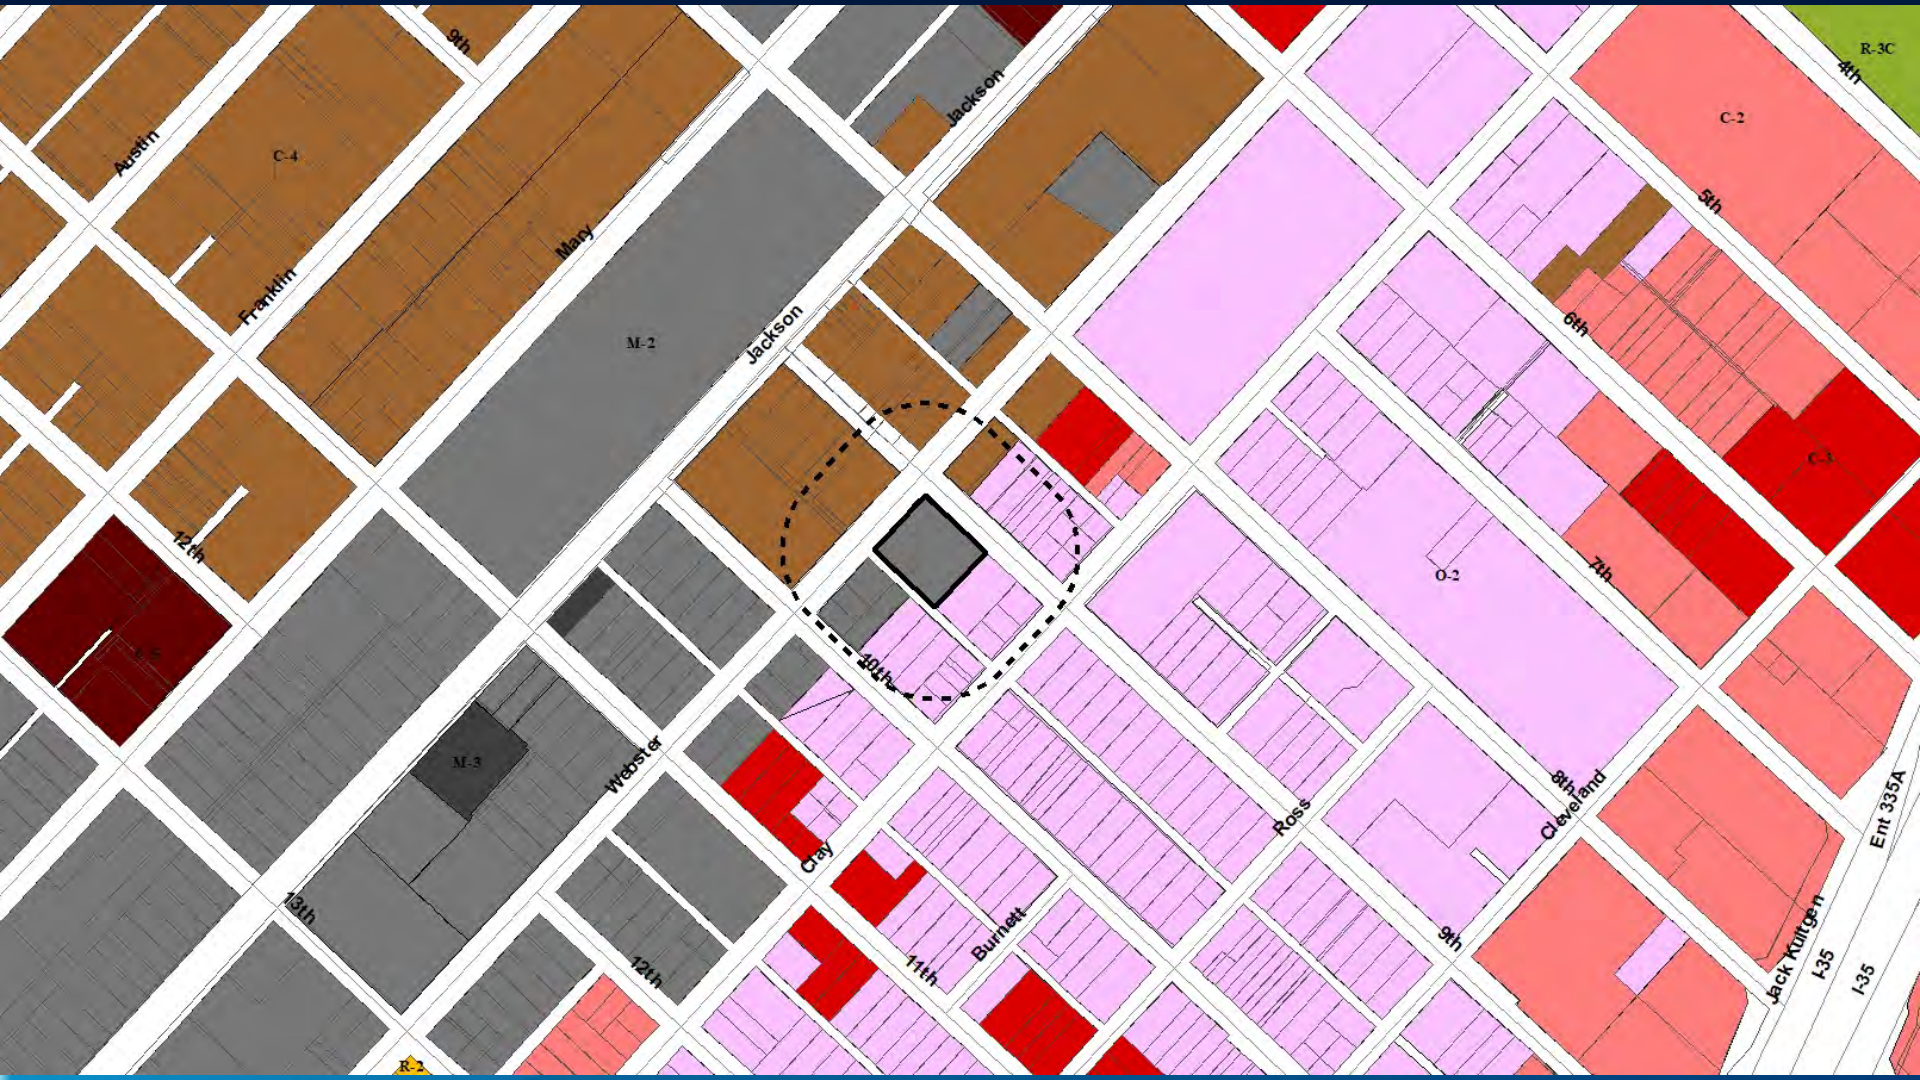 9th
R-3C
4th
Jackson
C-2
Austin
C-4
5th
Mary
Franklin
6th
Jackson
M-2
C-3
12th
7th
O-2
10th
M-3
Webster
8th
Cleveland
Ross
Ent 335A
Clay
13th
Burnett
9th
Jack Kultgen
12th
11th
I-35
I-35
R-2